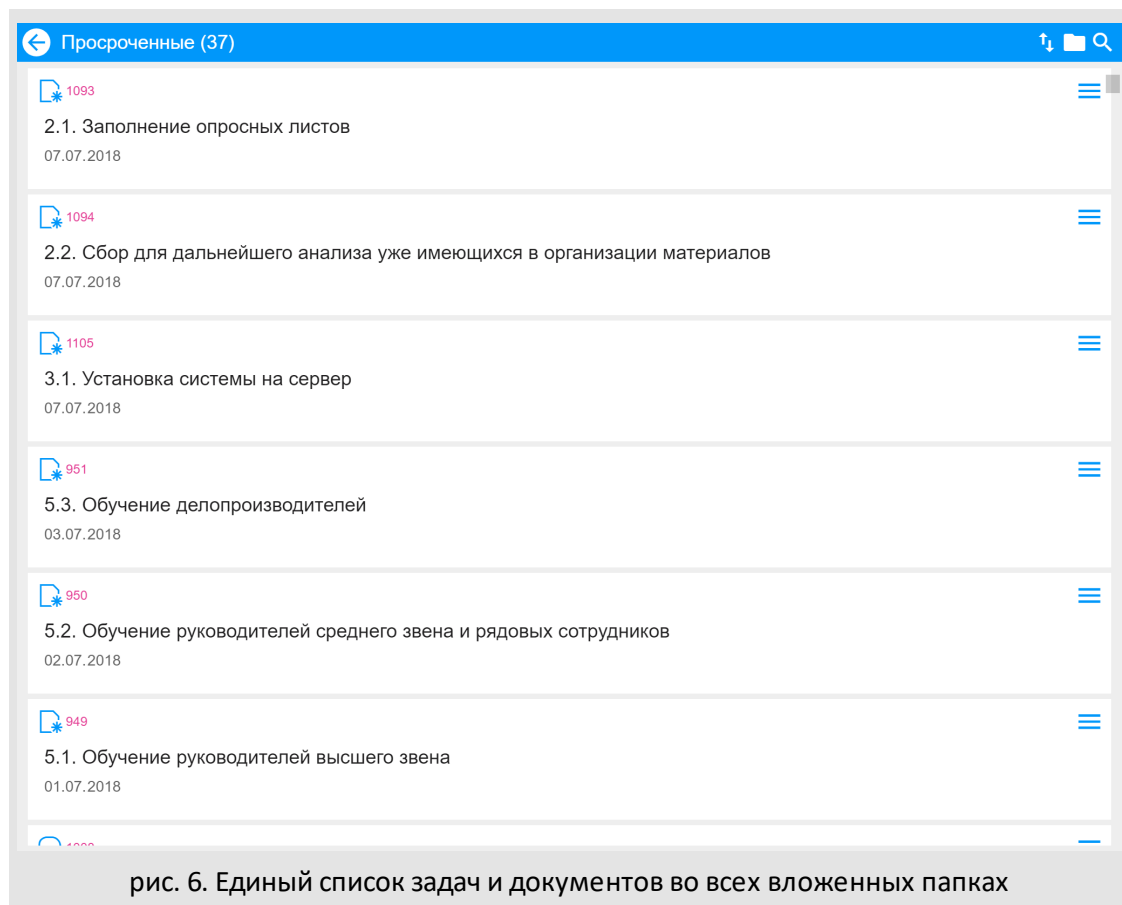 Просроченные (37)
1093
2.1. Заполнение опросных листов
07.07.2018
1094
2.2. Сбор для дальнейшего анализа уже имеющихся в организации материалов
07.07.2018
1105
3.1. Установка системы на сервер
07.07.2018
951
5.3. Обучение делопроизводителей
03.07.2018
950
5.2. Обучение руководителей среднего звена и рядовых сотрудников
02.07.2018
949
5.1. Обучение руководителей высшего звена
01.07.2018
рис. 6. Единый список задач и документов во всех вложенных папках